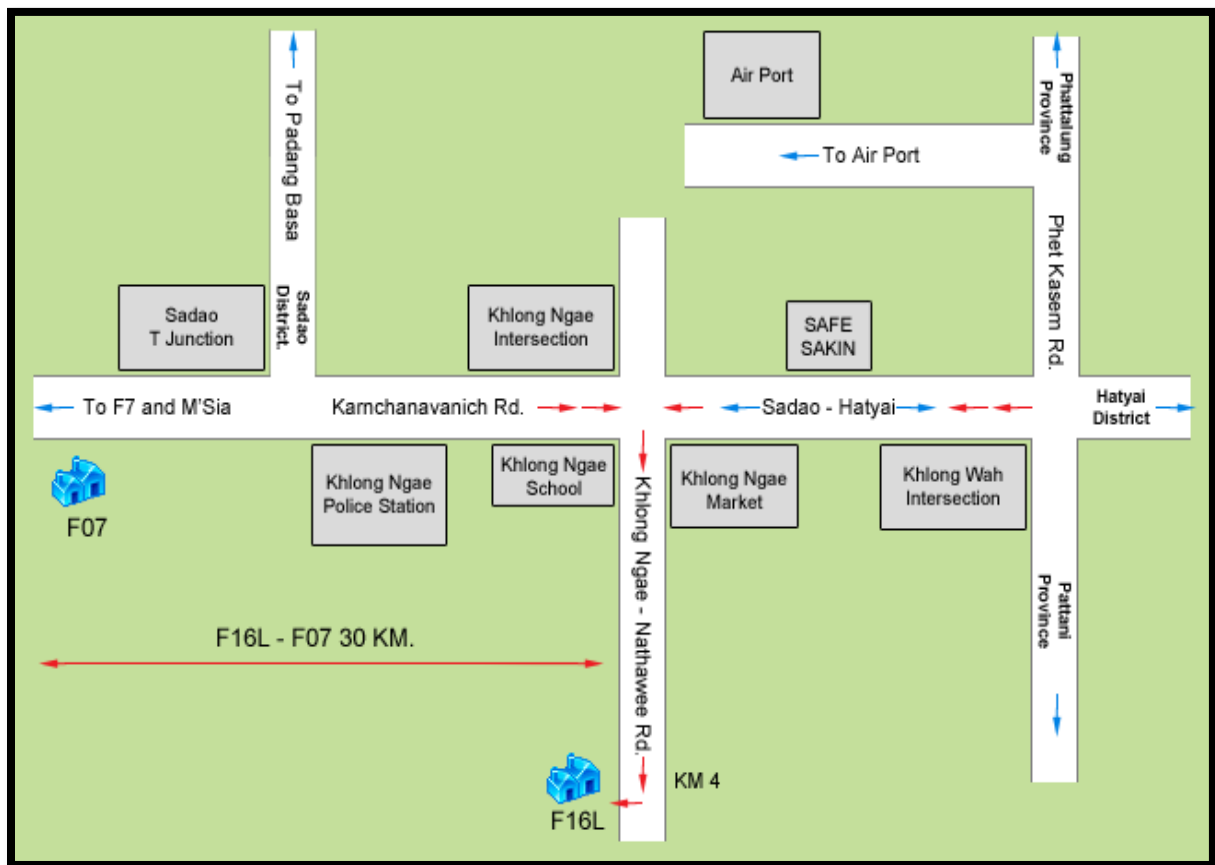 Air Port
To Air Port
Phattalung
Province
To Padang Basa
Phet Kasem Rd.
Sadao
District.
Sadao
T Junction
Khlong Ngae
Intersection
SAFE
SAKIN
To F7 and M'Sia
Karnchanavanich Rd.
Sadao - Hatyai
Hatyai
District
Khlong Ngae
Police Station
Khlong Ngae
School
Khlong Ngae
Market
Khlong Wah
Intersection
F07
Khlong Ngae - Nathawee Rd.
Pattani
Province
F16L - F07 30 KM.
KM 4
F16L